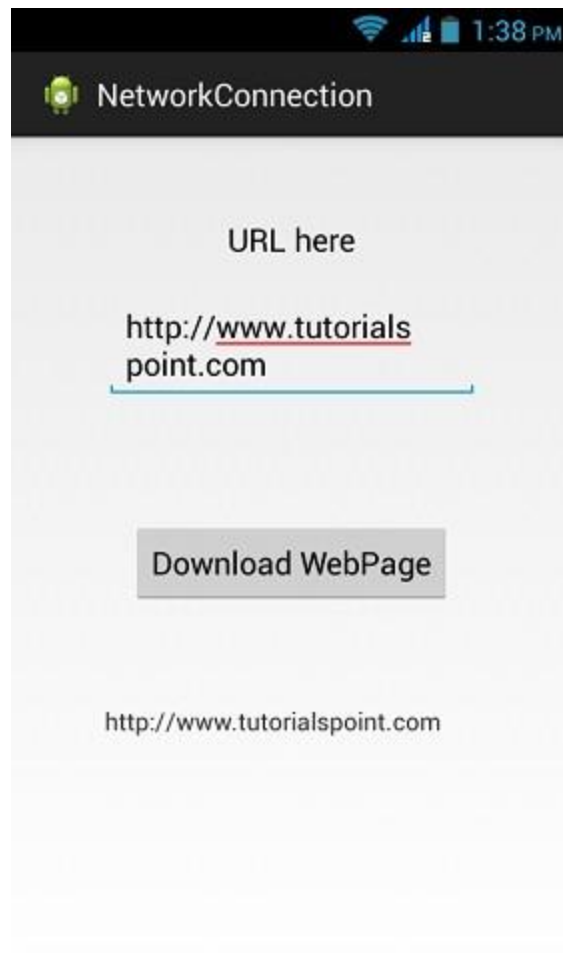 1:38 PM
NetworkConnection
URL here
http://www.tutorials
point.com
Download WebPage
http://www.tutorialspoint.com